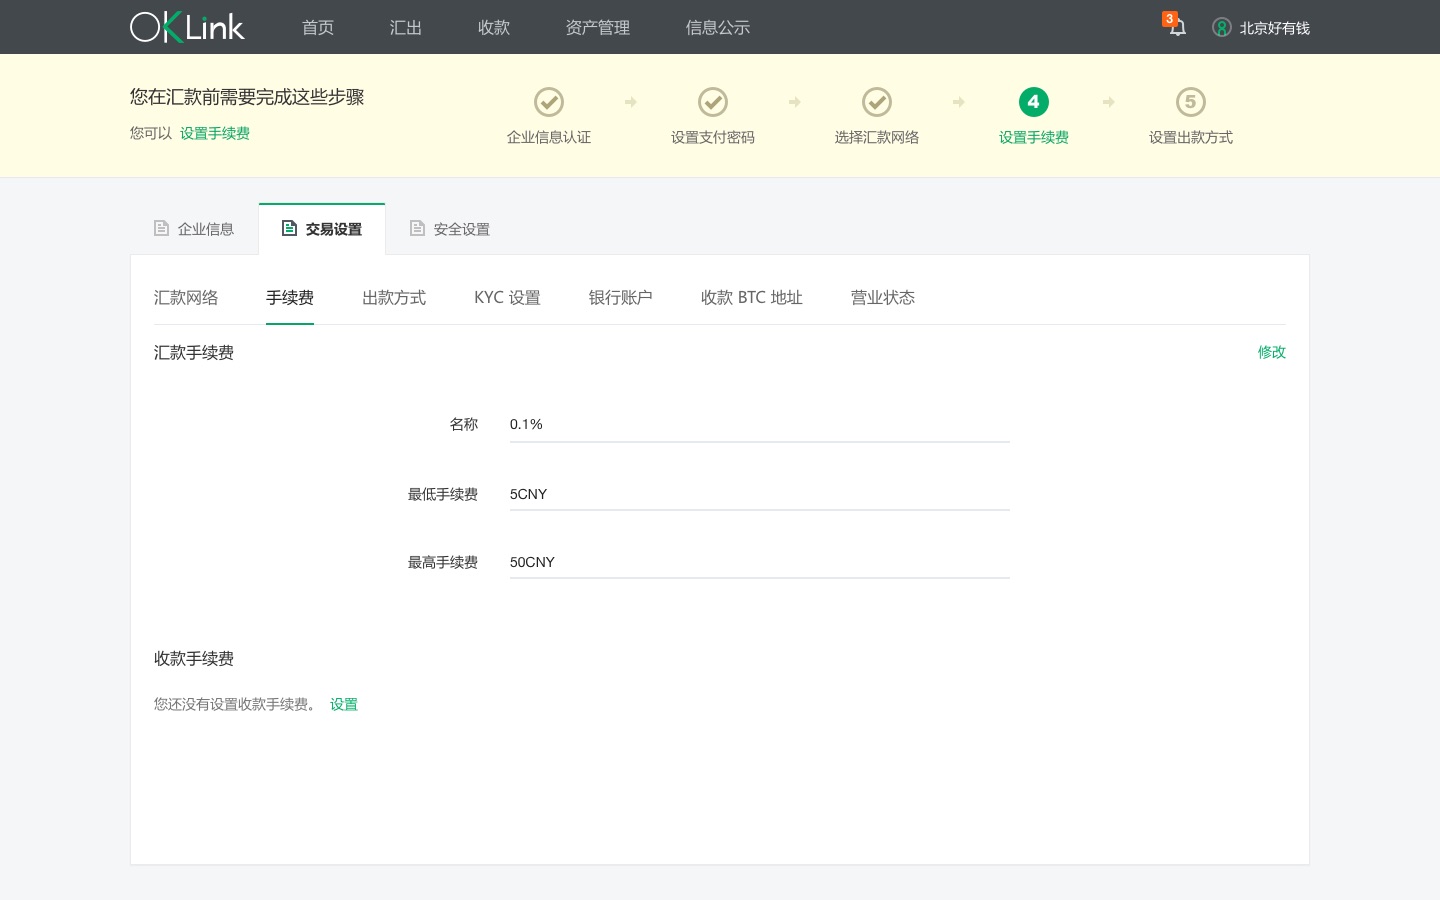 OKLink 首页 汇出 收款 资产管理 信息公示 3 北京好有钱
您在汇款前需要完成这些步骤
您可以 设置手续费
4 5
企业信息认证 设置支付密码 选择汇款网络 设置手续费 设置出款方式
企业信息 交易设置 安全设置
汇款网络 手续费 出款方式 KYC 设置 银行账户 收款 BTC 地址 营业状态
汇款手续费 修改
名称 0.1%
最低手续费 5CNY
最高手续费 50CNY
收款手续费
您还没有设置收款手续费。 设置